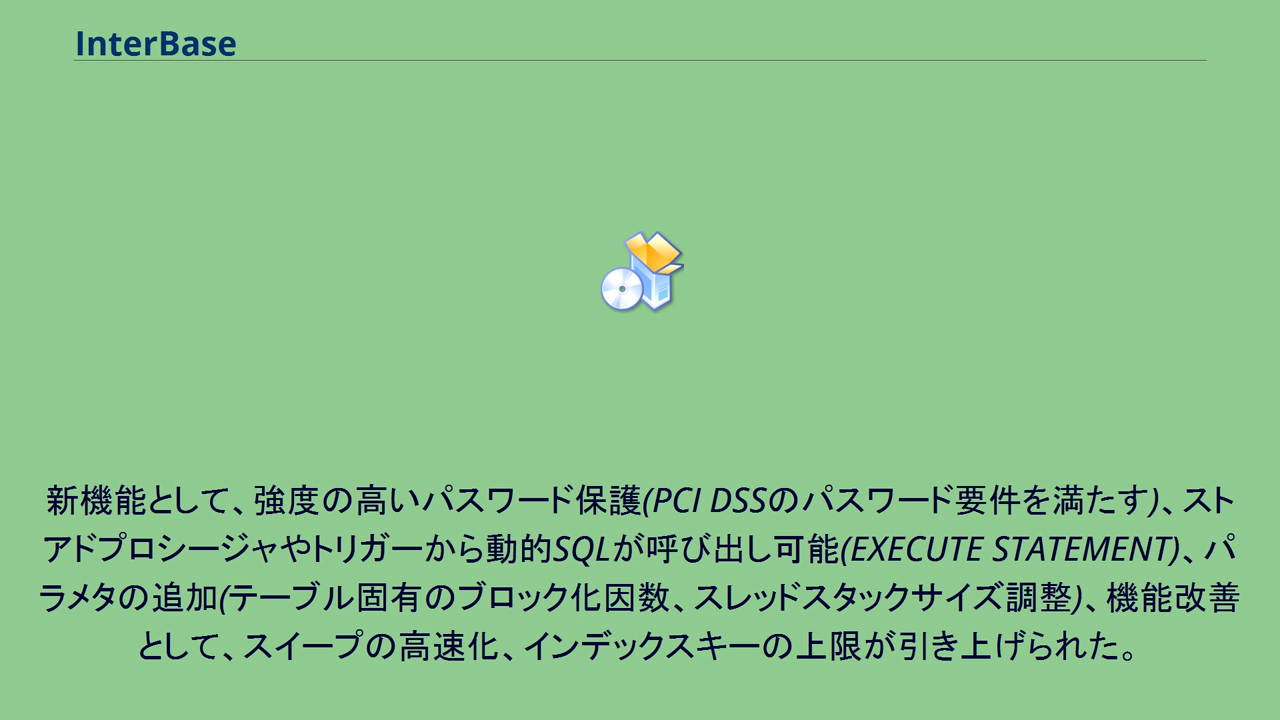 InterBase
新機能として、強度の高いパスワード保護(PCI DSSのパスワード要件を満たす)、スト
アドプロシージャやトリガーから動的SQLが呼び出し可能(EXECUTE STATEMENT)、パ
ラメタの追加(テーブル固有のブロック化因数、スレッドスタックサイズ調整)、機能改善
として、スイープの高速化、インデックスキーの上限が引き上げられた。